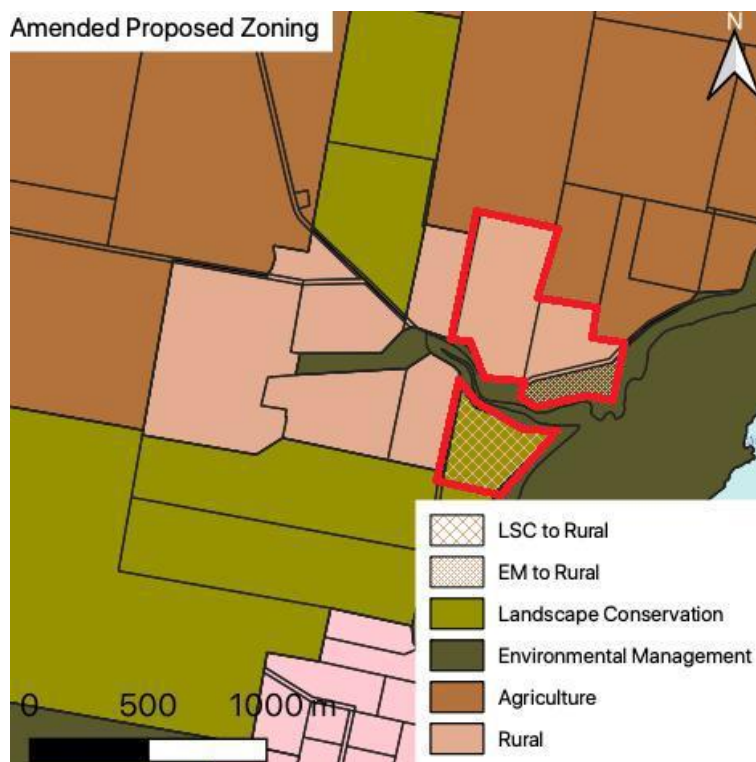 Amended Proposed Zoning
N
LSC to Rural
EM to Rural
Landscape Conservation
Environmental Management
Agriculture
Rural
0 500 1000 m